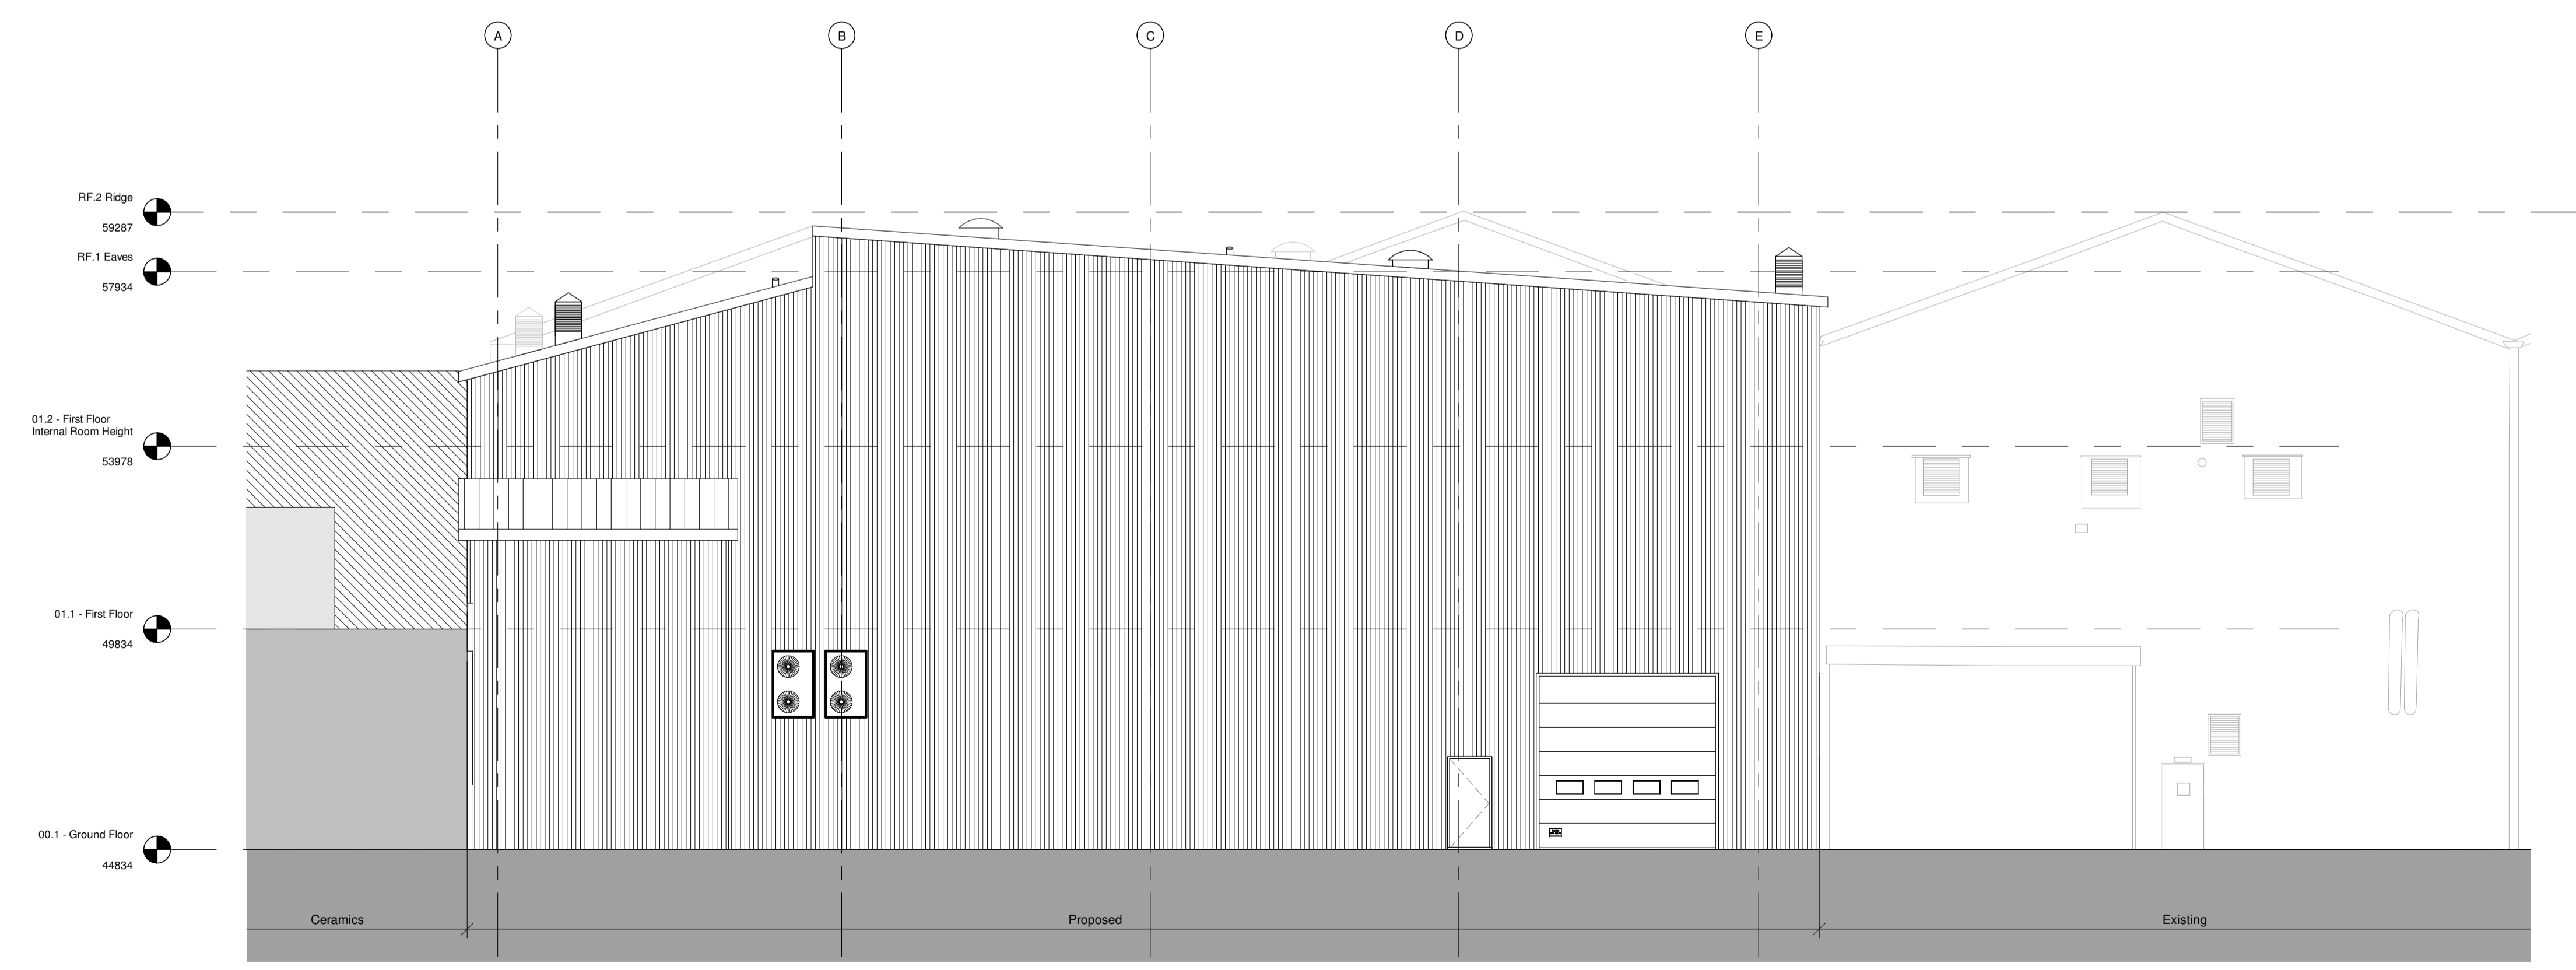 A
B
C
D
E
RF.2 Ridge
59287
RF.1 Eaves
57934
01.2 - First Floor
Internal Room Height
53978
01.1 - First Floor
49834
00.1 - Ground Floor
44834
Ceramics
Proposed
Existing